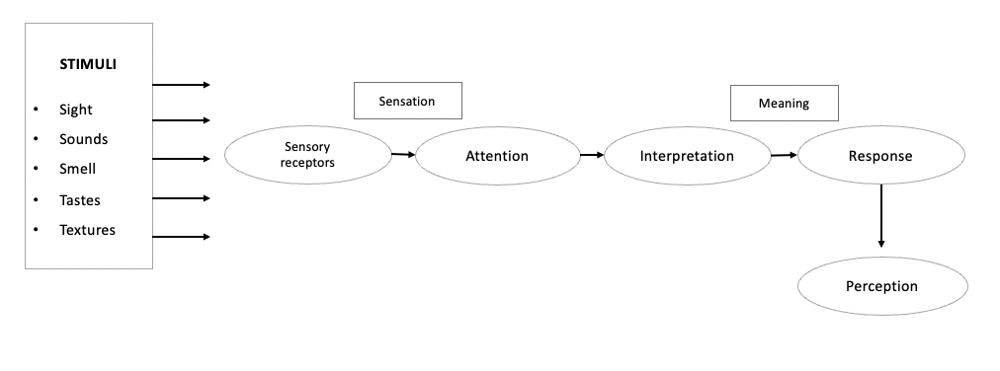 STIMULI
• Sight
• Sounds
• Smell
• Tastes
• Textures
Sensation
Meaning
Sensory
receptors
Attention
Interpretation
Response
Perception